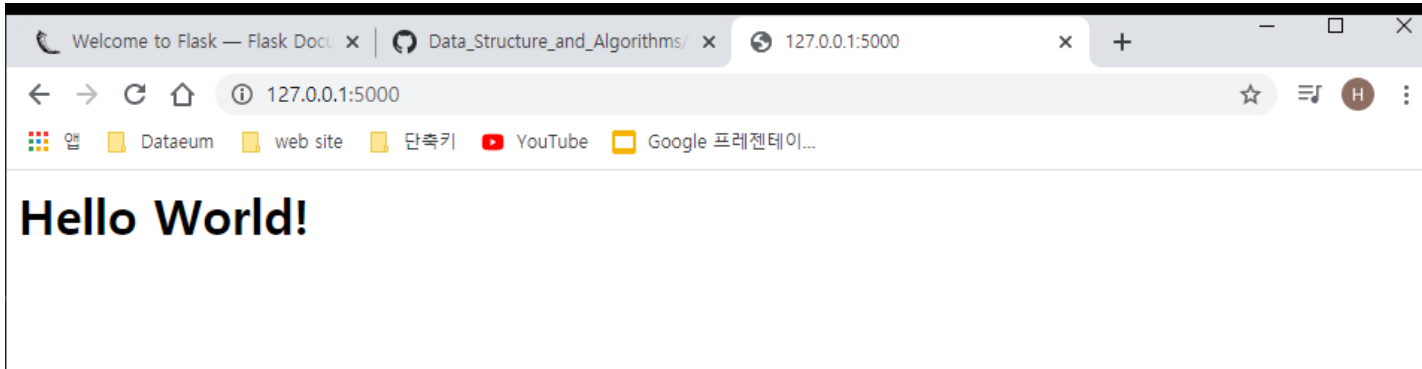 Welcome to Flask — Flask Docu Data_Structure_and_Algorithms/ 127.0.0.1:5000
127.0.0.1:5000 H
앱 Dataeum web site 단축키 YouTube Google 프레젠테이...
Hello World!